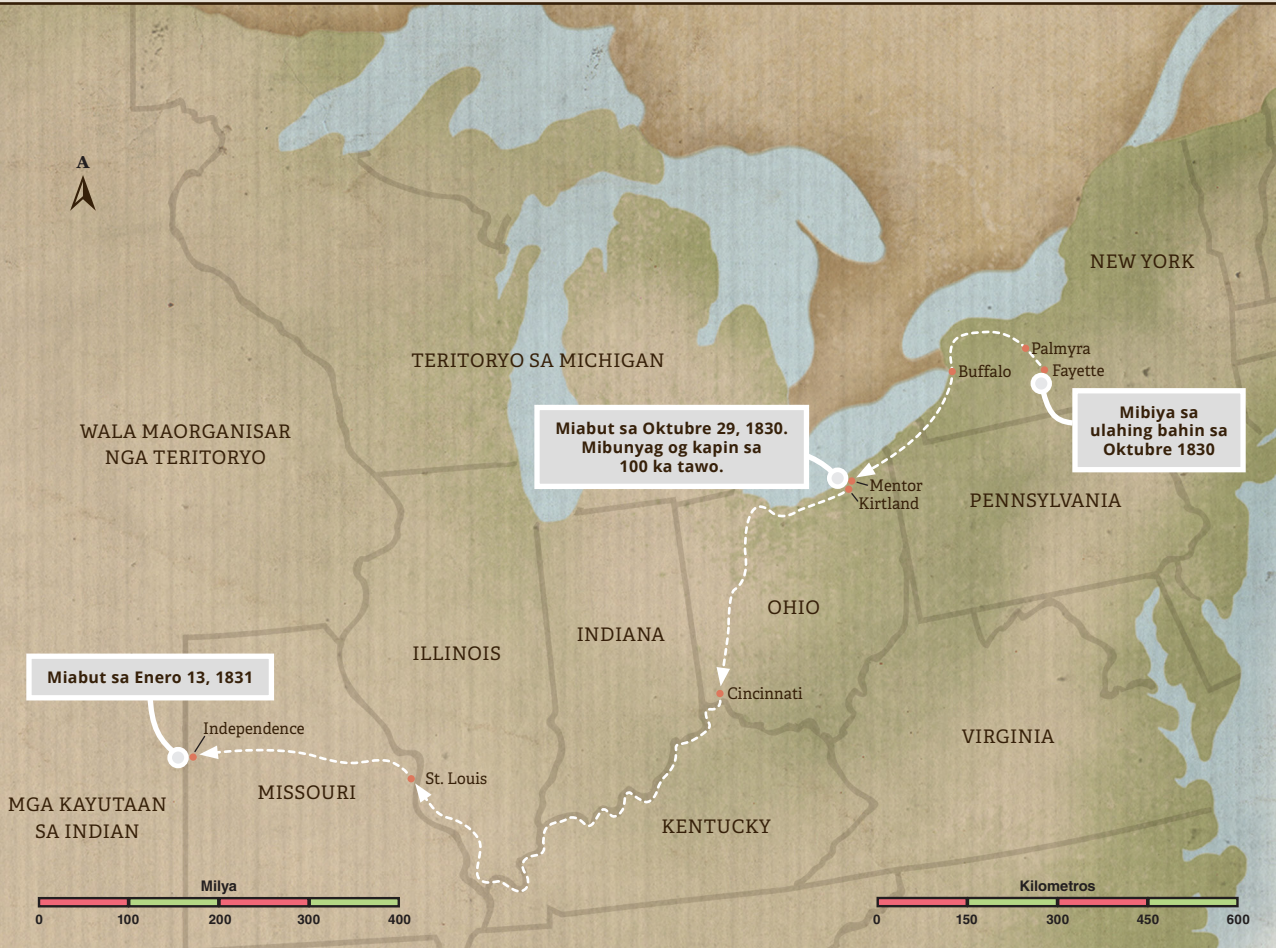 A
NEW YORK
Palmyra
Fayette
Buffalo
TERITORYO SA MICHIGAN
Mibiya sa
ulahing bahin sa
Oktubre 1830
Miabut sa Oktubre 29, 1830.
Mibunyag og kapin sa
100 ka tawo.
WALA MAORGANISAR
NGA TERITORYO
Mentor
Kirtland
PENNSYLVANIA
OHIO
INDIANA
ILLINOIS
Miabut sa Enero 13, 1831
Cincinnati
Independence
VIRGINIA
St. Louis
MISSOURI
MGA KAYUTAAN
SA INDIAN
KENTUCKY
Milya
0 100 200 300 400
Kilometros
0 150 300 450 600